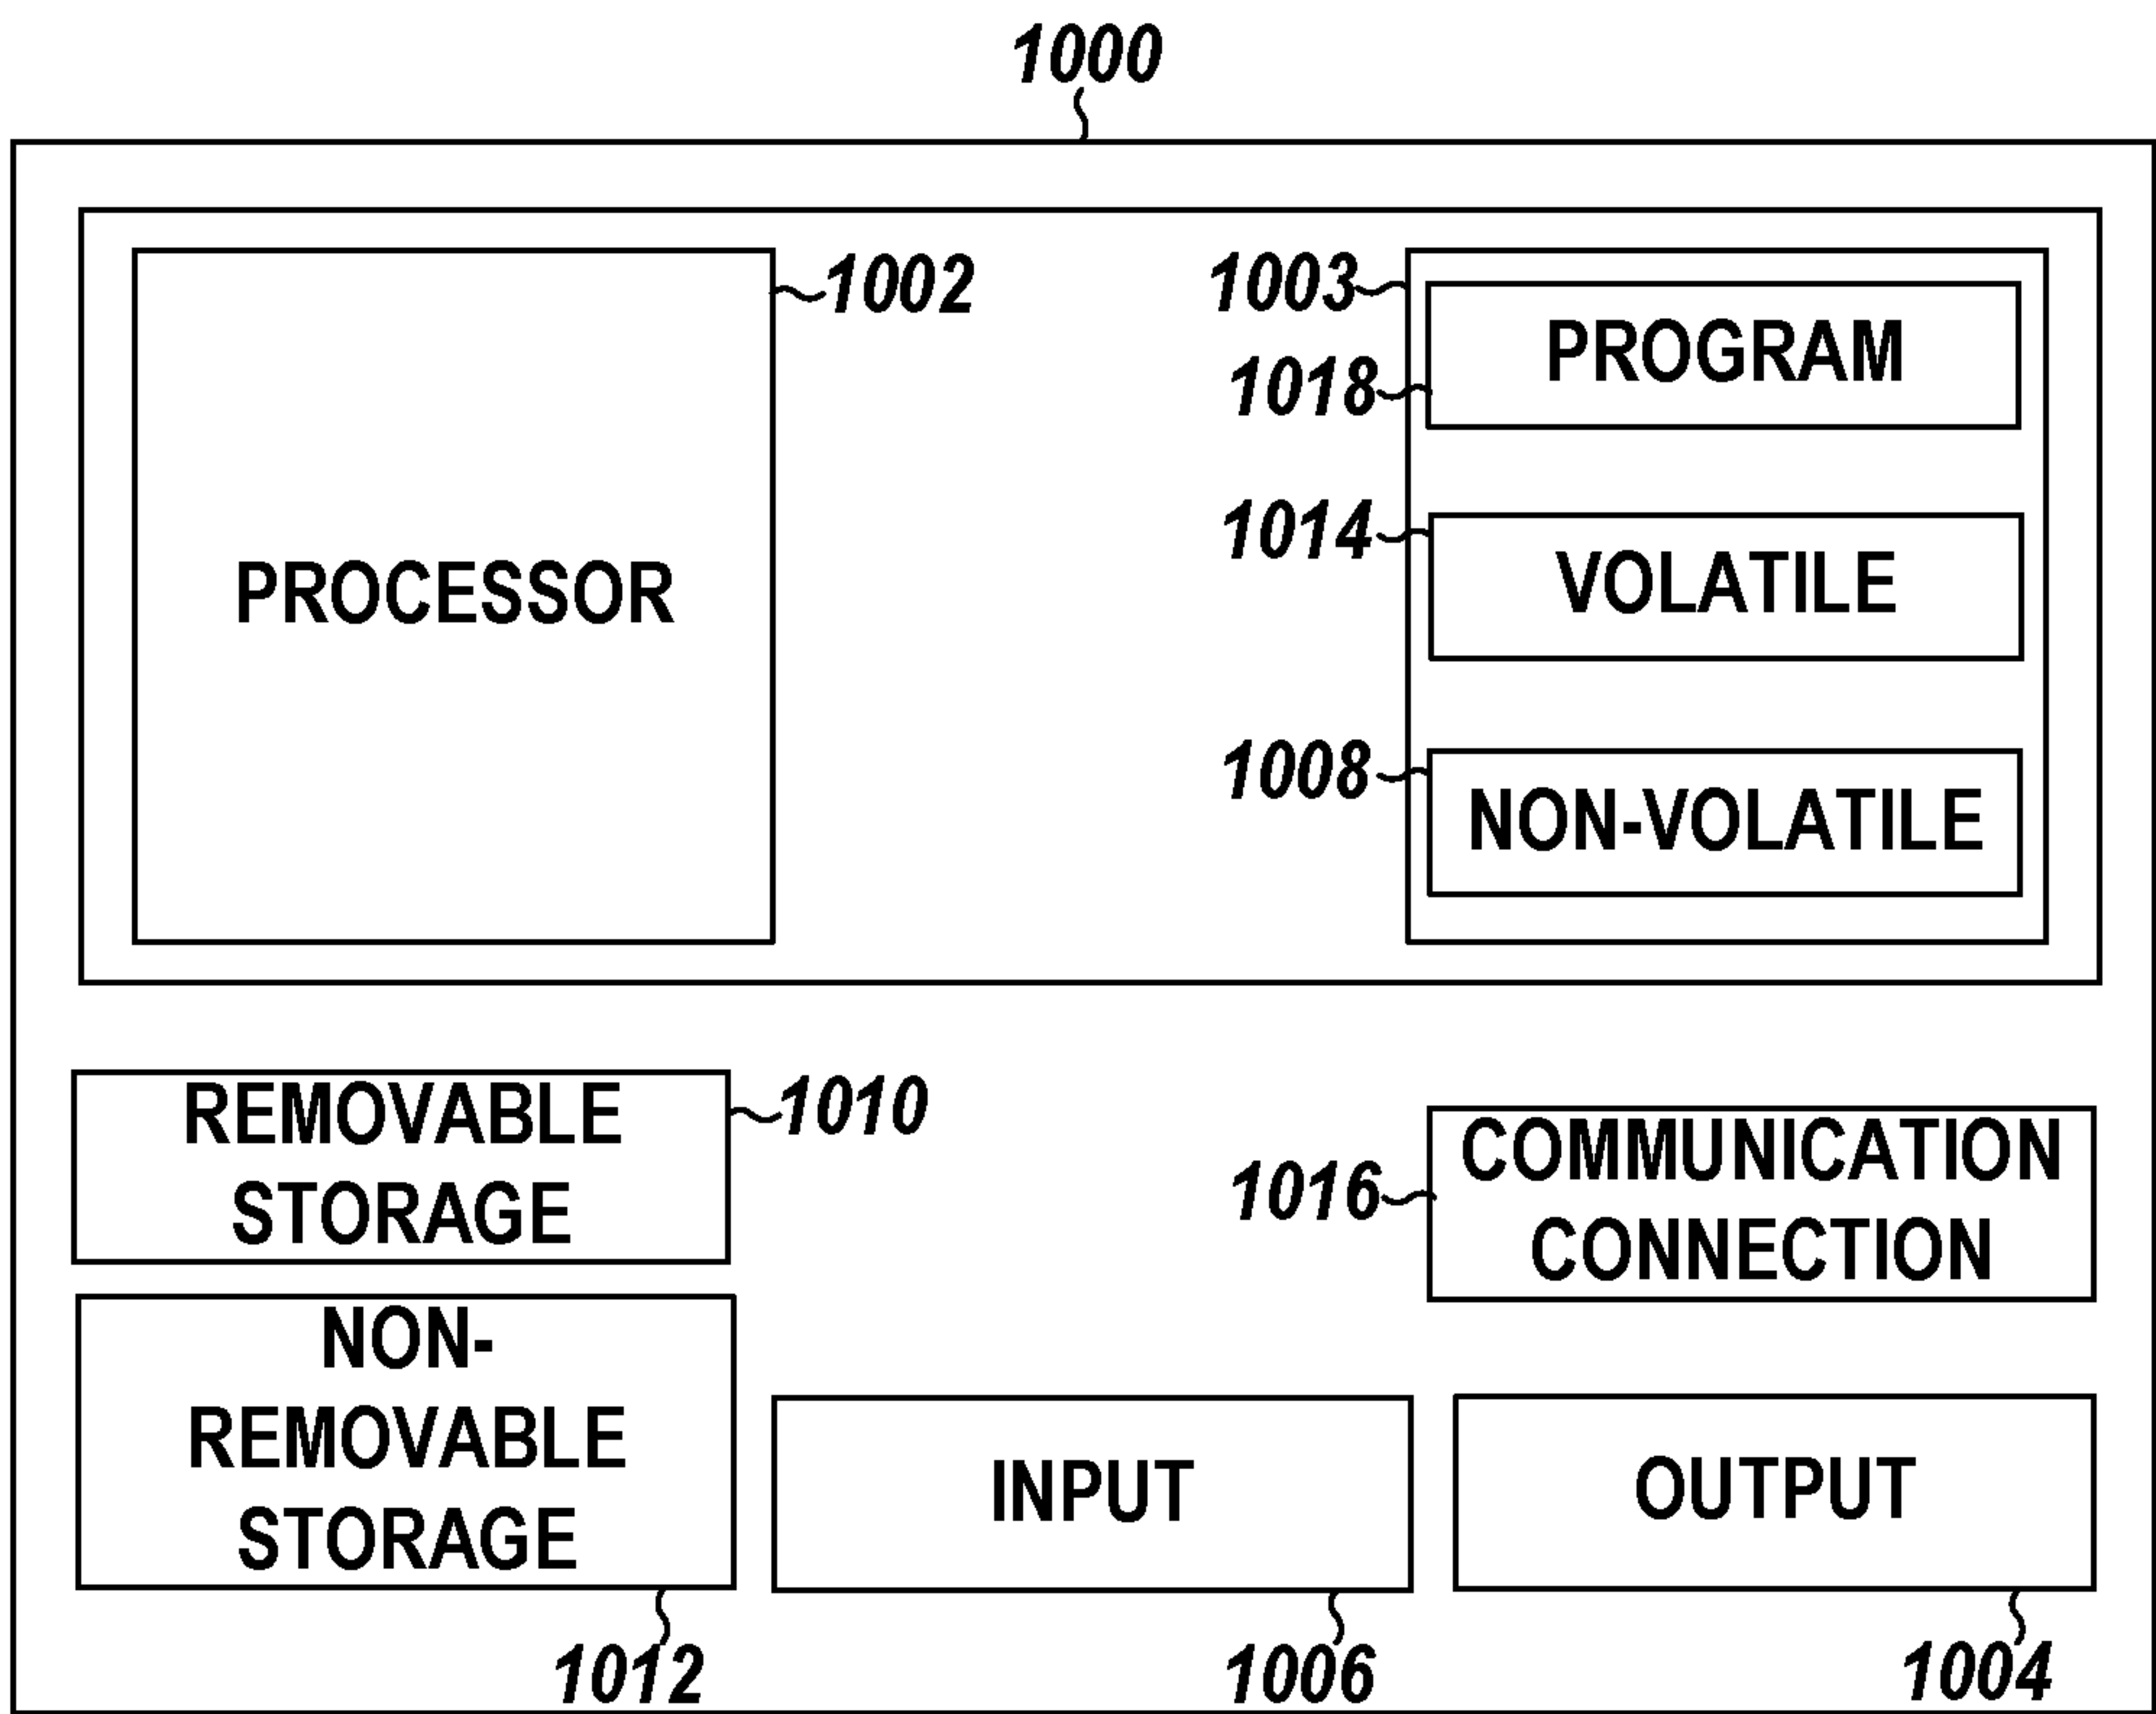 1000
1002
1003
PROGRAM
1018
1014
VOLATILE
PROCESSOR
1008
NON-VOLATILE
REMOVABLE
STORAGE
1010
COMMUNICATION
CONNECTION
1016
NON-
REMOVABLE
STORAGE
INPUT
OUTPUT
1012
1006
1004